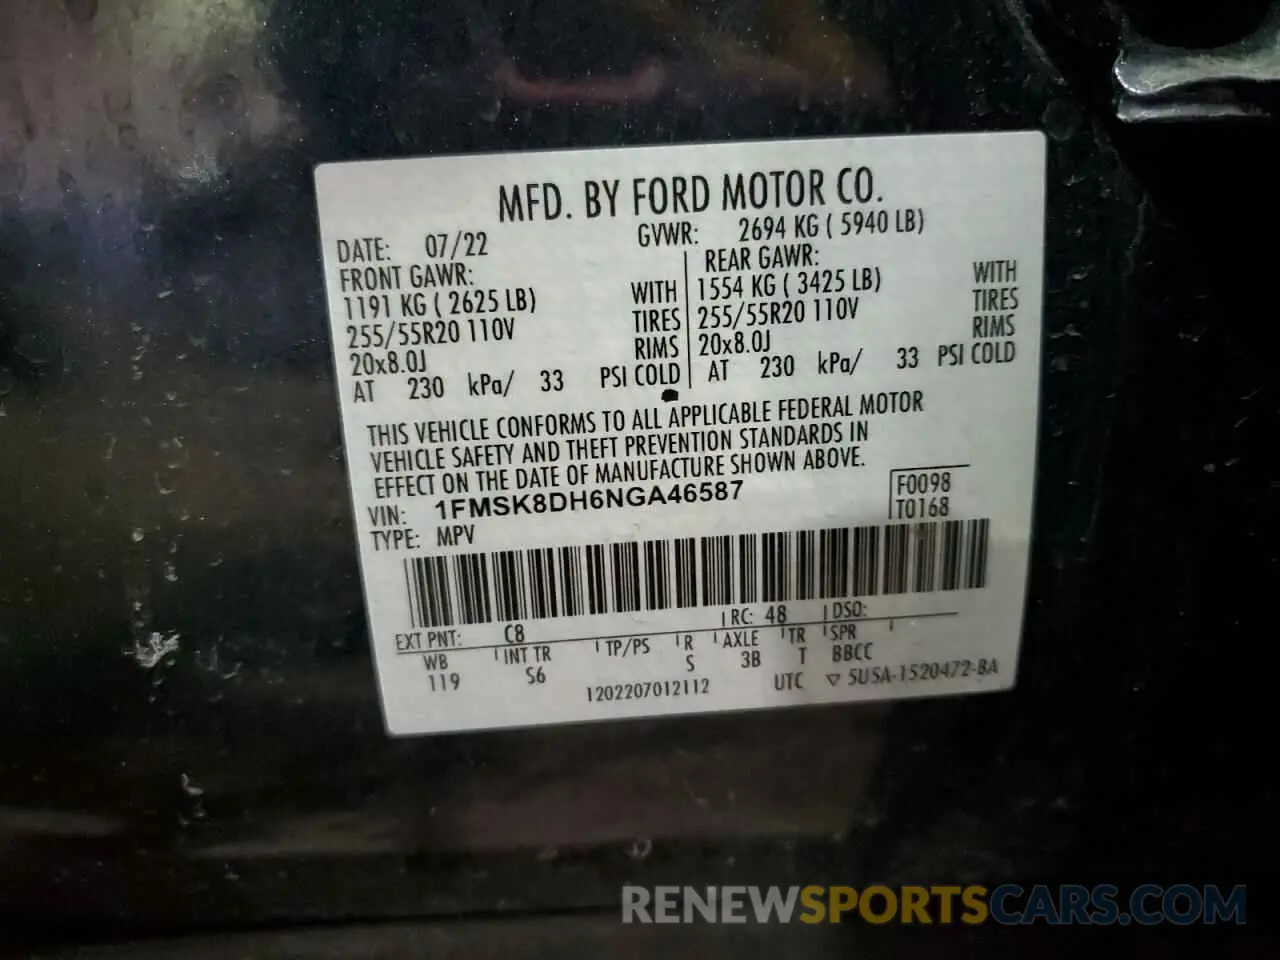 MFD. BY FORD MOTOR CO.
DATE: 07/22 GVWR: 2694 KG ( 5940 LB)
FRONT GAWR: REAR GAWR:
1191 KG ( 2625 LB) WITH 1554 KG ( 3425 LB) WITH
255/55R20 110V TIRES 255/55R20 110V TIRES
20x8.0J RIMS 20x8.0J RIMS
AT 230 kPa/ 33 PSI COLD AT 230 kPa/ 33 PSI COLD
THIS VEHICLE CONFORMS TO ALL APPLICABLE FEDERAL MOTOR
VEHICLE SAFETY AND THEFT PREVENTION STANDARDS IN
EFFECT ON THE DATE OF MANUFACTURE SHOWN ABOVE.
VIN: 1FMSK8DH6NGA46587 F0098
TYPE: MPV T0168
EXT PNT: C8 RC: 48 DSO:
WB INT TR TP/PS R AXLE TR SPR
119 S6 S 3B T BBCC
1202207012112 UTC ▽ 5U5A-1520472-BA
RENEWSPORTSCARS.COM